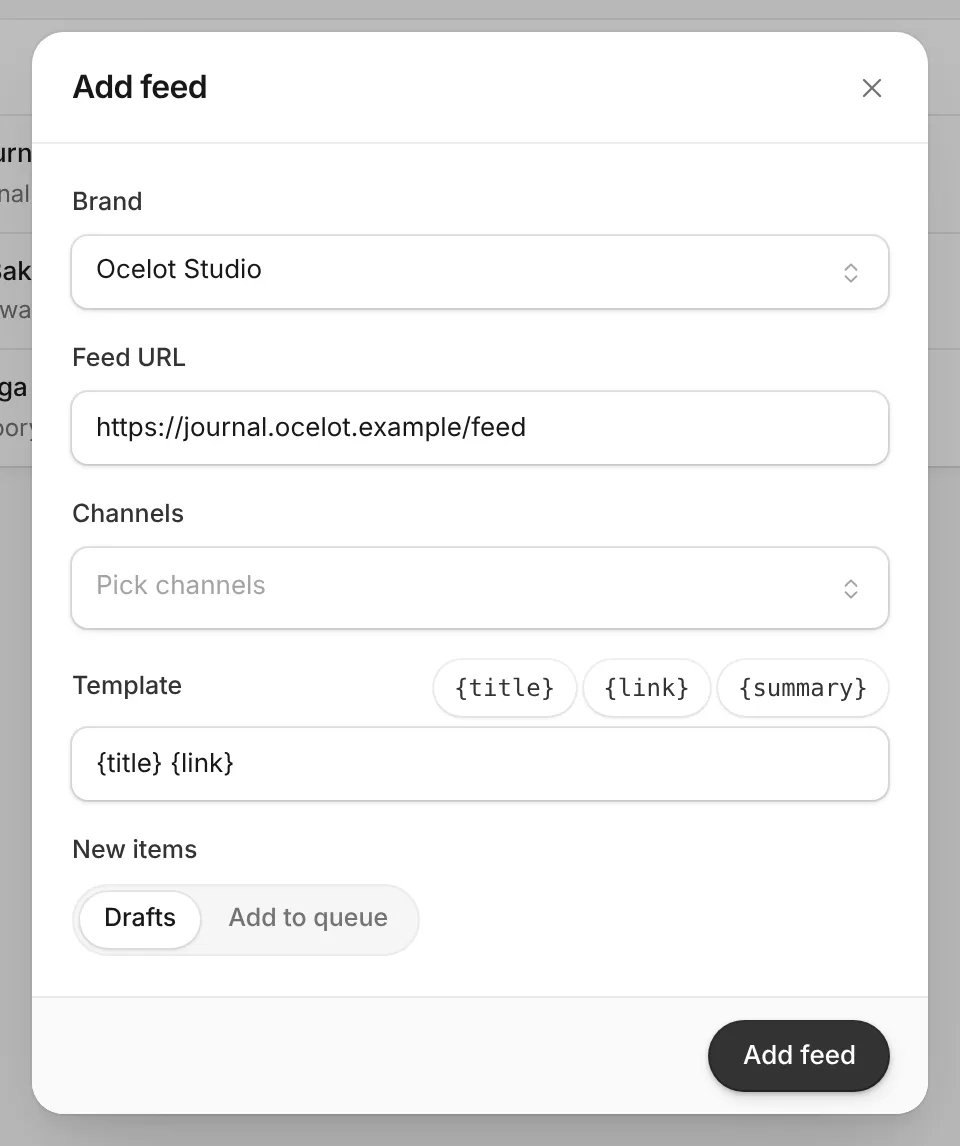 Add feed
Brand
Ocelot Studio
Feed URL
https://journal.ocelot.example/feed
Channels
Pick channels
Template
{title} {link} {summary}
{title} {link}
New items
Drafts Add to queue
Add feed